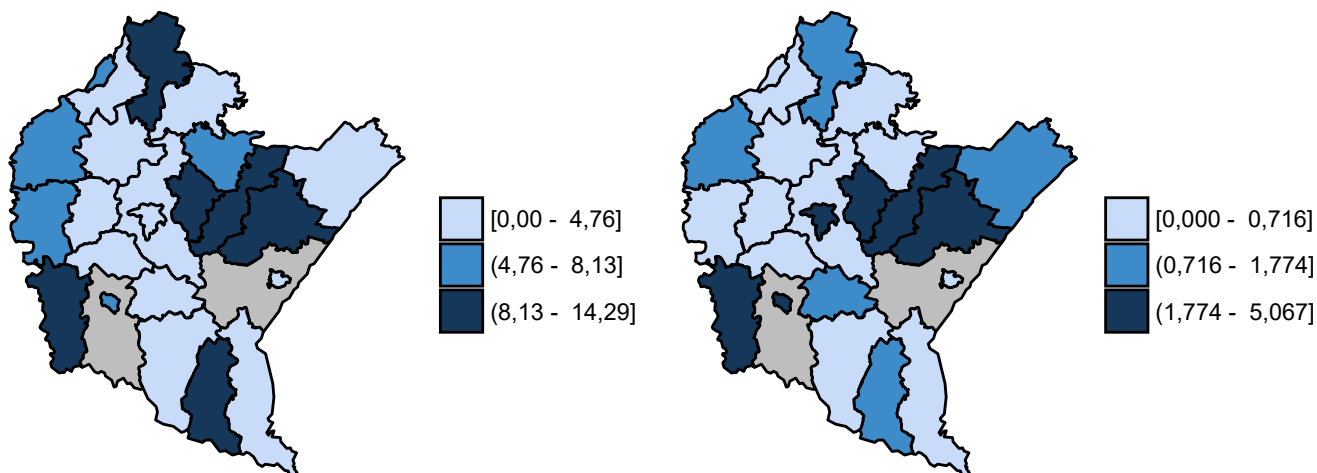 [0,00 - 4,76]
(4,76 - 8,13]
(8,13 - 14,29]
[0,000 - 0,716]
(0,716 - 1,774]
(1,774 - 5,067]